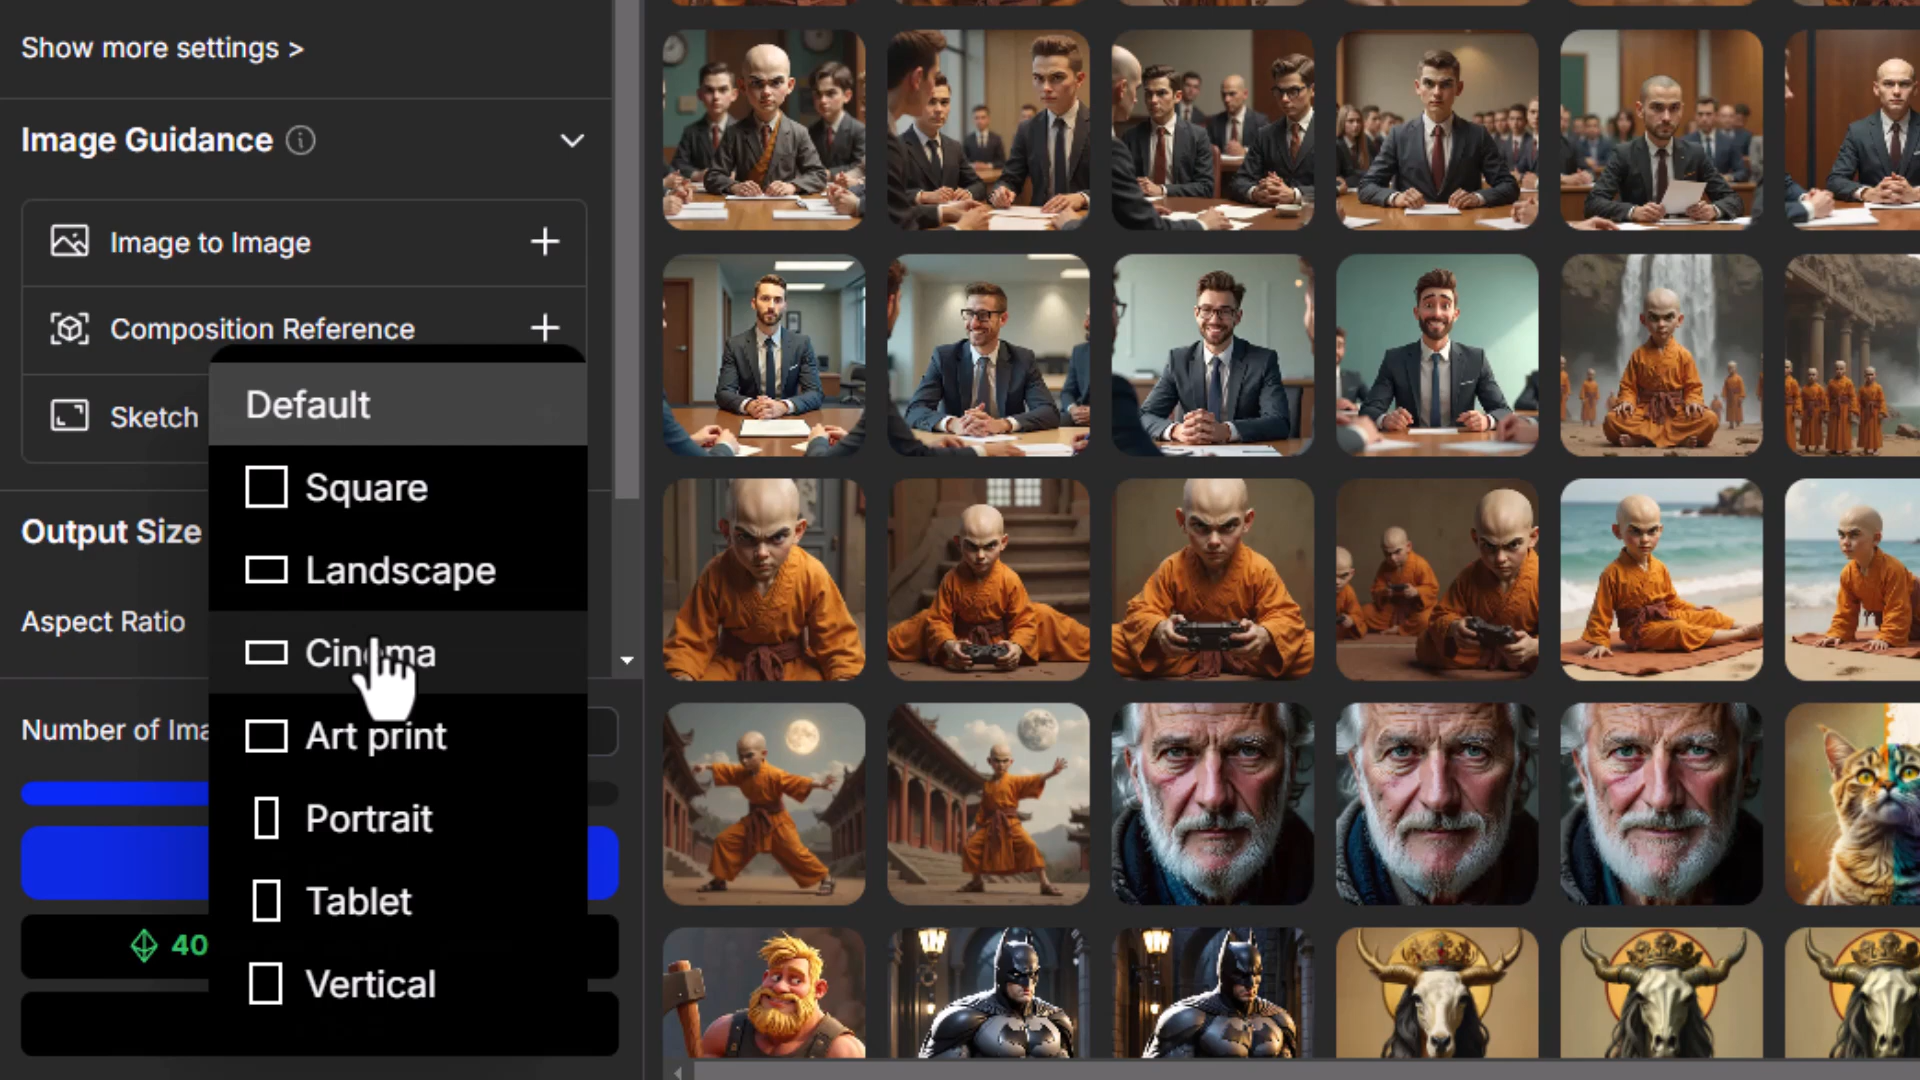 Show more settings >
Image Guidance
Image to Image
Composition Reference
Sketch
Default
Square
Landscape
Cinema
Art print
Portrait
Tablet
Vertical
Output Size
Aspect Ratio
Number of Ima
40